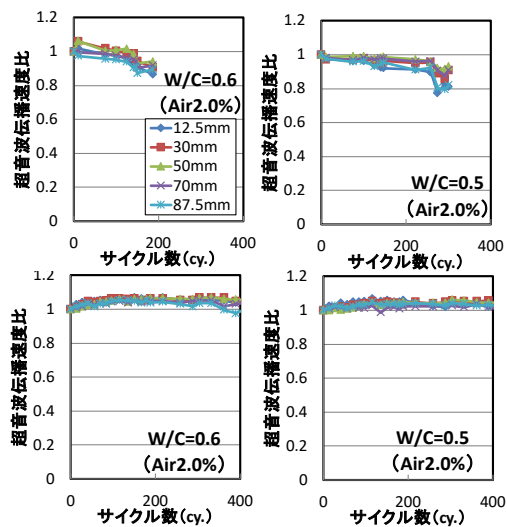 超音波伝播速度比
1.2
1
0.8
0.6
0.4
0.2
0
W/C=0.6
(Air2.0%)
12.5mm
30mm
50mm
70mm
87.5mm
0
200
400
サイクル数(cy.)
超音波伝播速度比
1.2
1
0.8
0.6
0.4
0.2
0
W/C=0.5
(Air2.0%)
0
200
400
サイクル数(cy.)
超音波伝播速度比
1.2
1
0.8
0.6
0.4
0.2
0
W/C=0.6
(Air2.0%)
0
200
400
サイクル数(cy.)
超音波伝播速度比
1.2
1
0.8
0.6
0.4
0.2
0
W/C=0.5
(Air2.0%)
0
200
400
サイクル数(cy.)